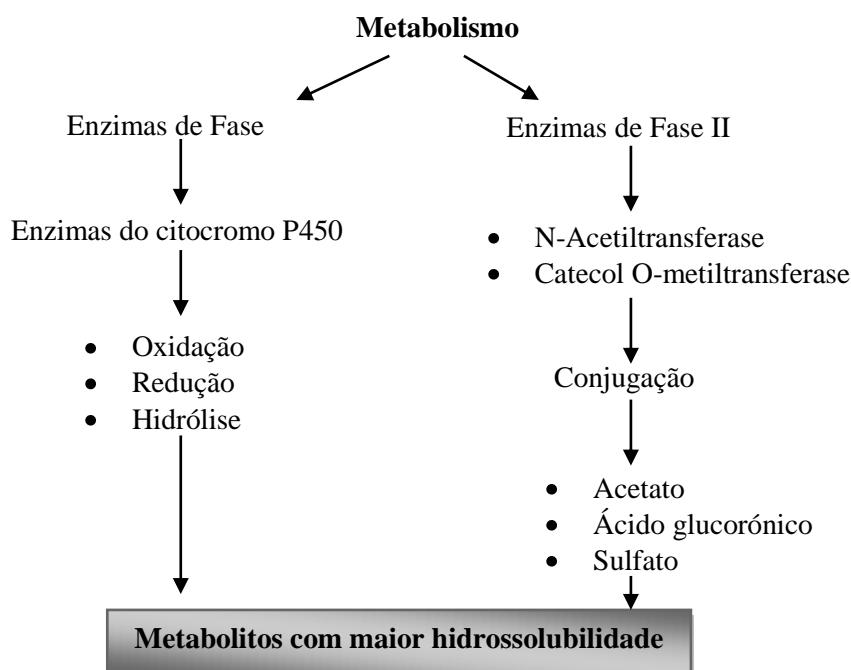 Metabolismo
Enzimas de Fase
Enzimas de Fase II
Enzimas do citocromo P450
• N-Acetiltransferase
• Catecol O-metiltransferase
• Oxidação
• Redução
• Hidrólise
Conjugação
• Acetato
• Ácido glucorónico
• Sulfato
Metabolitos com maior hidrossolubilidade